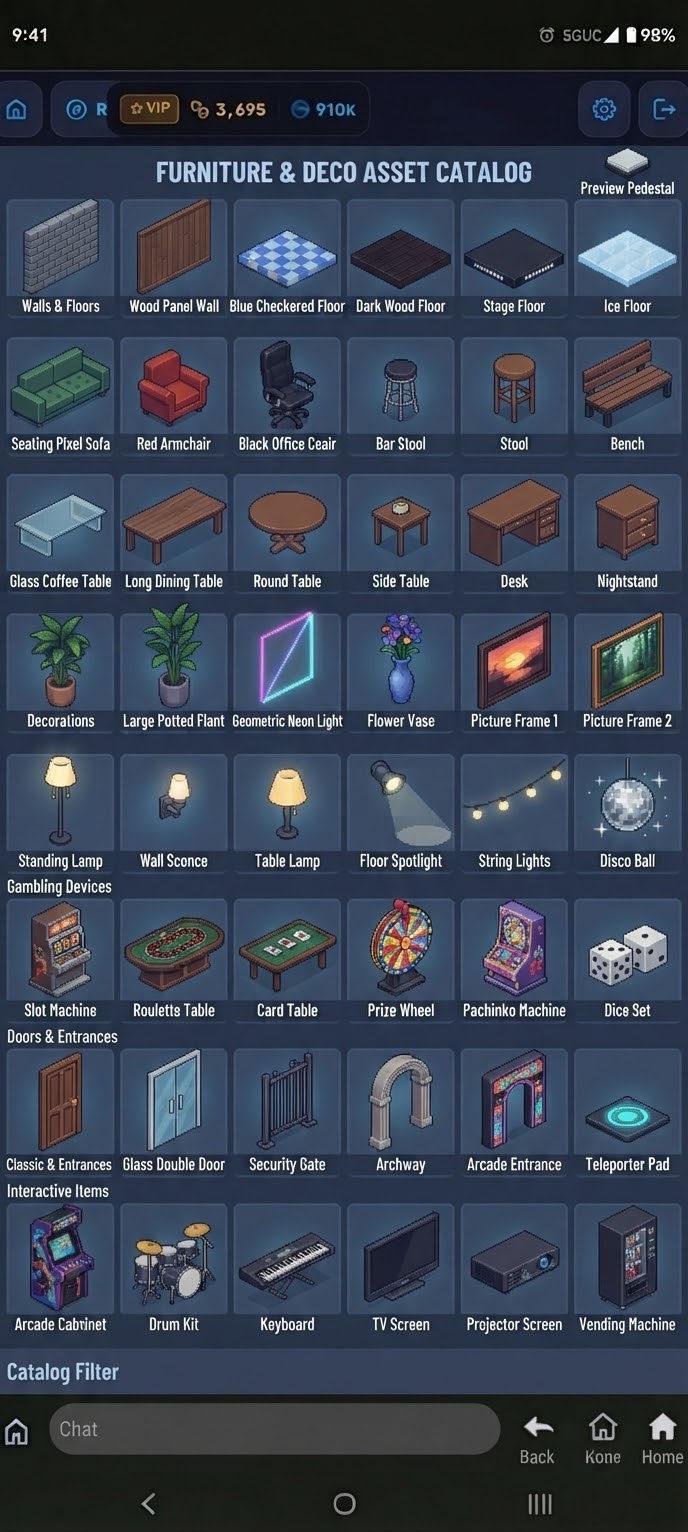 9:41
5GUC 98%
R VIP 3,695 910K
FURNITURE & DECO ASSET CATALOG
Preview Pedestal
Walls & Floors Wood Panel Wall Blue Checkered Floor Dark Wood Floor Stage Floor Ice Floor
Seating Pixel Sofa Red Armchair Black Office Ceair Bar Stool Stool Bench
Glass Coffee Table Long Dining Table Round Table Side Table Desk Nightstand
Decorations Large Potted Plant Geometric Neon Light Flower Vase Picture Frame 1 Picture Frame 2
Standing Lamp Wall Sconce Table Lamp Floor Spotlight String Lights Disco Ball
Gambling Devices
Slot Machine Roulette Table Card Table Prize Wheel Pachinko Machine Dice Set
Doors & Entrances
Classic & Entrances Glass Double Door Security Gate Archway Arcade Entrance Teleporter Pad
Interactive Items
Arcade Cabtinet Drum Kit Keyboard TV Screen Projector Screen Vending Machine
Catalog Filter
Chat
Back Kone Home